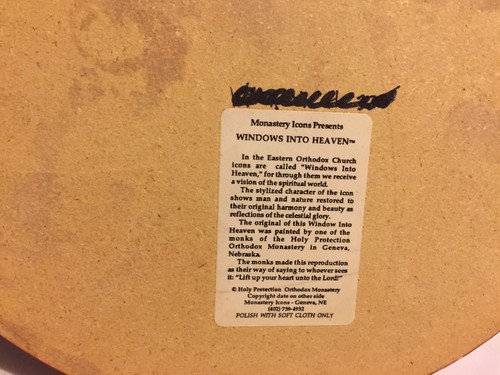 Monastery Icons Presents
WINDOWS INTO HEAVEN™
In the Eastern Orthodox Church
icons are called "Windows Into
Heaven," for through them we receive
a vision of the spiritual world.
The stylized character of the icon
shows man and nature restored to
their original harmony and beauty as
reflections of the celestial glory.
The original of this Window Into
Heaven was painted by one of the
monks of the Holy Protection
Orthodox Monastery in Geneva,
Nebraska.
The monks made this reproduction
as their way of saying to whoever sees
it: "Lift up your heart unto the Lord!"
© Holy Protection Orthodox Monastery
Copyright date on other side
Monastery Icons - Geneva, NE
(402) 759-4952
POLISH WITH SOFT CLOTH ONLY